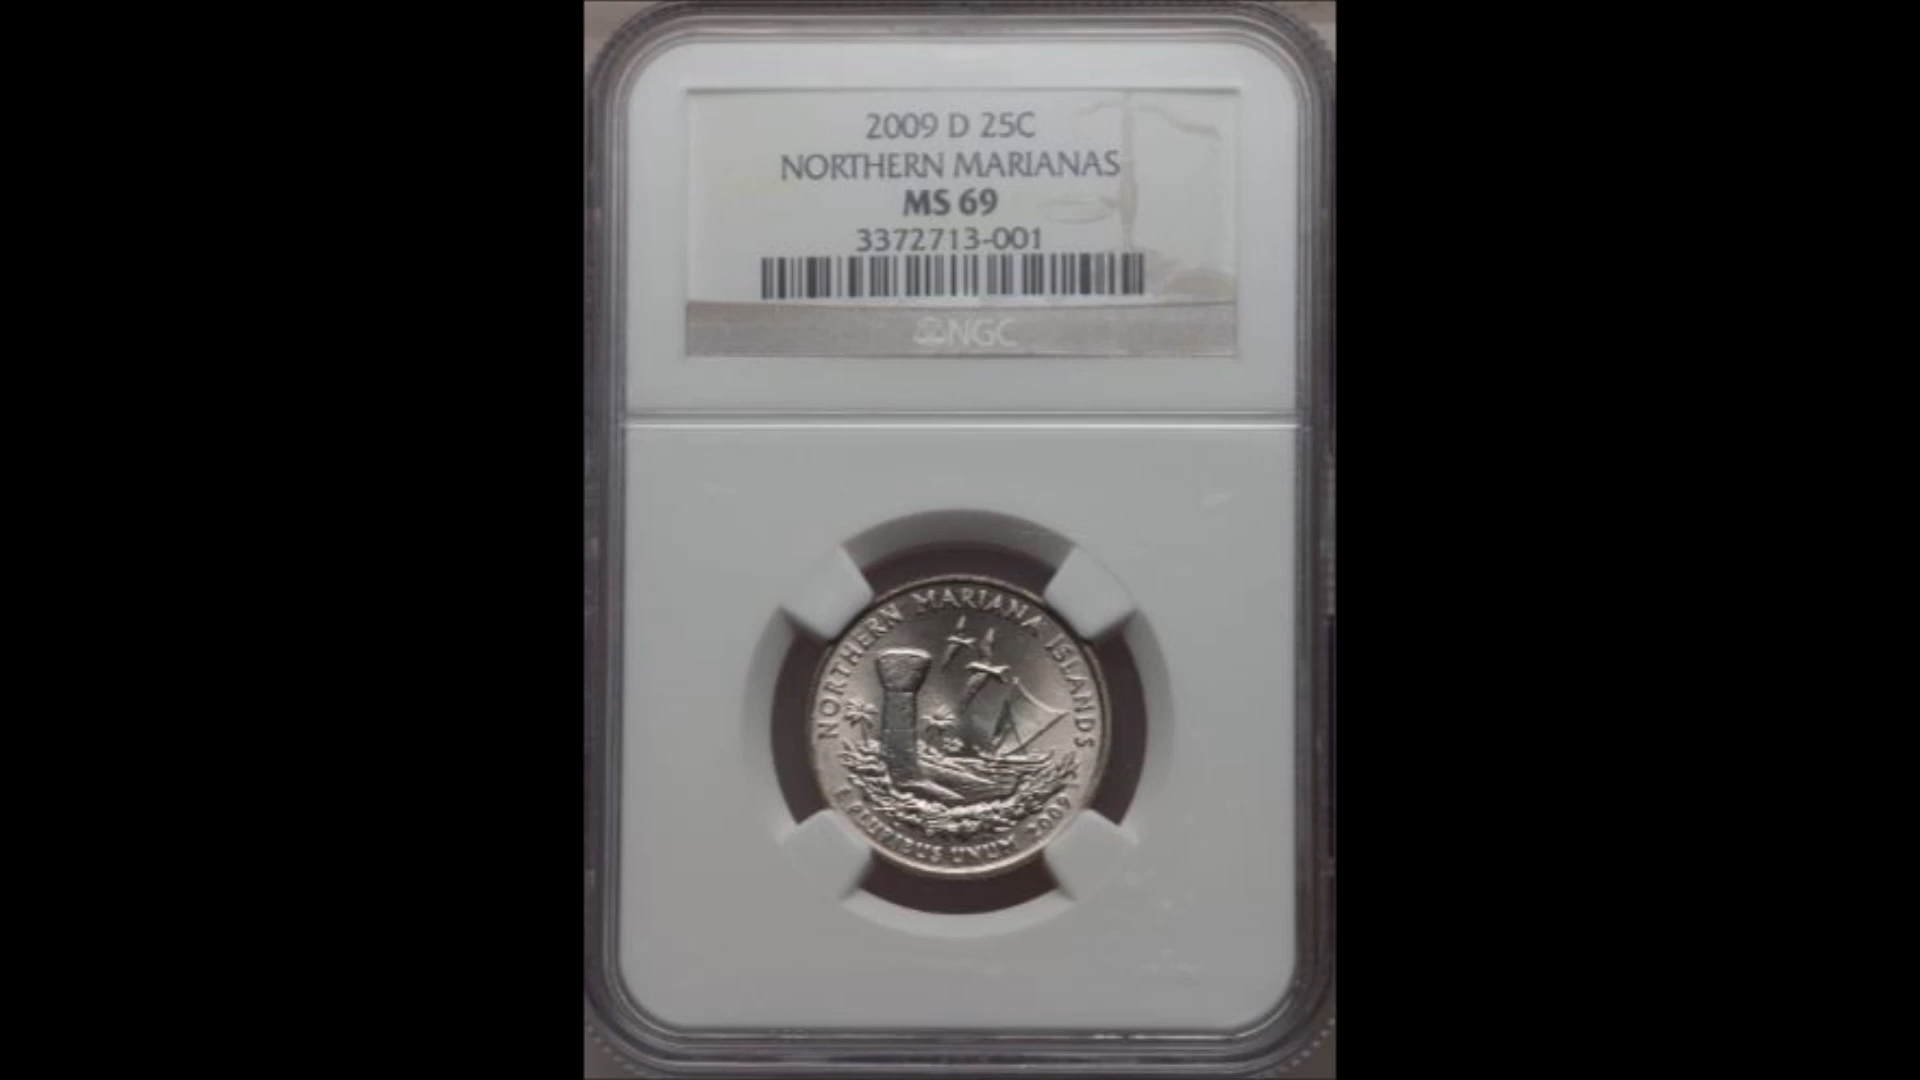 2009 D 25C
NORTHERN MARIANAS
MS 69
3372713-001
NGC
NORTHERN MARIANA ISLANDS
E PLURIBUS UNUM 2009